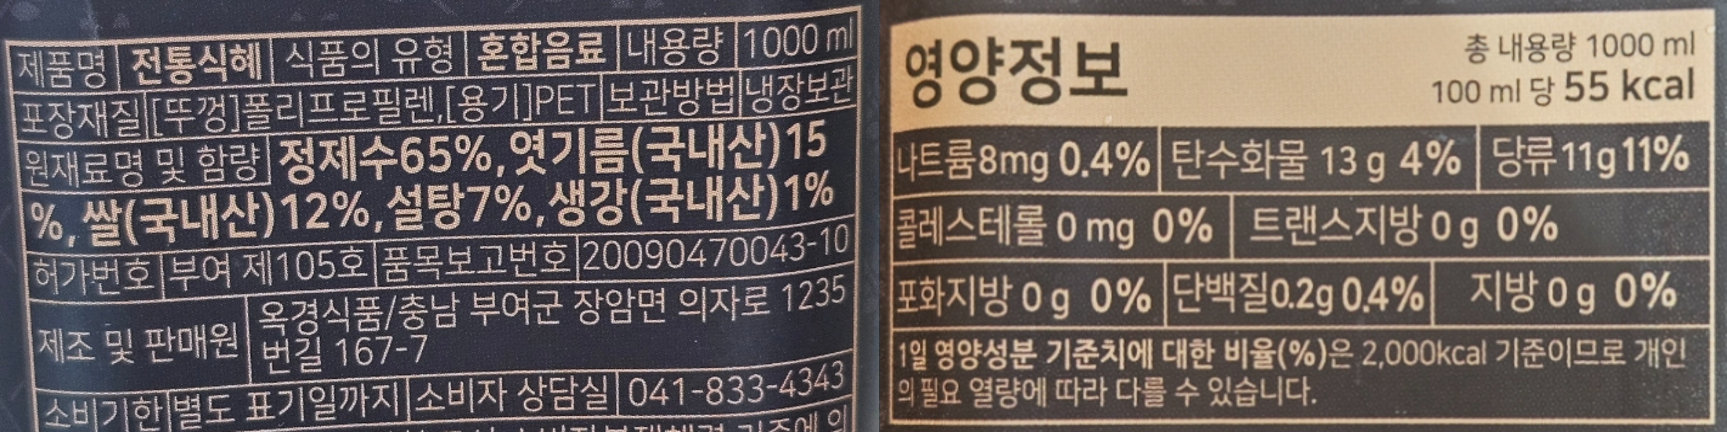 제품명 전통식혜 식품의 유형 혼합음료 내용량 1000 ml
포장재질 [뚜껑]폴리프로필렌,[용기]PET 보관방법 냉장보관
원재료명 및 함량 정제수65%,엿기름(국내산)15
%,쌀(국내산)12%,설탕7%,생강(국내산)1%
허가번호 부여 제105호 품목보고번호 20090470043-10
제조 및 판매원 옥경식품/충남 부여군 장암면 의자로 1235
번길 167-7
소비기한 별도 표기일까지 소비자 상담실 041-833-4343
영양정보 총 내용량 1000 ml
100 ml 당 55 kcal
나트륨8mg 0.4% 탄수화물 13 g 4% 당류11g11%
콜레스테롤 0 mg 0% 트랜스지방 0 g 0%
포화지방 0 g 0% 단백질0.2g 0.4% 지방 0 g 0%
1일 영양성분 기준치에 대한 비율(%)은 2,000kcal 기준이므로 개인
의 필요 열량에 따라 다를 수 있습니다.